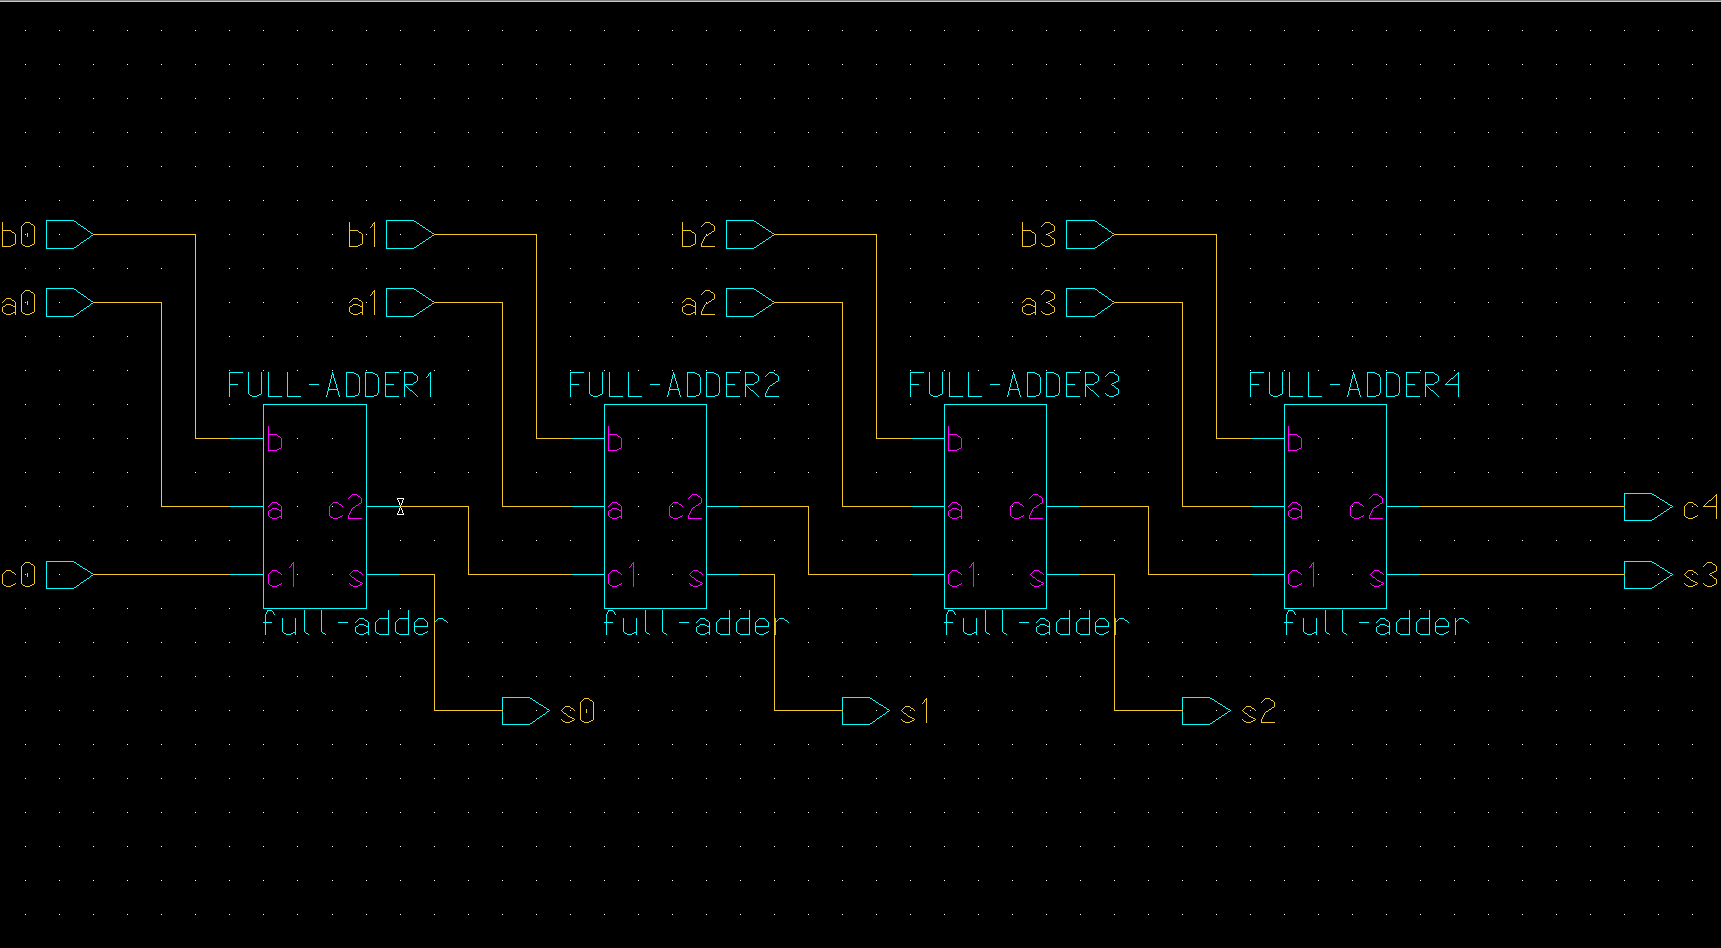 b0 b1 b2 b3
a0 a1 a2 a3
FULL-ADDER1 FULL-ADDER2 FULL-ADDER3 FULL-ADDER4
b b b b
a c2 a c2 a c2 a c2 c4
c0 c1 s c1 s c1 s c1 s s3
full-adder full-adder full-adder full-adder
s0 s1 s2